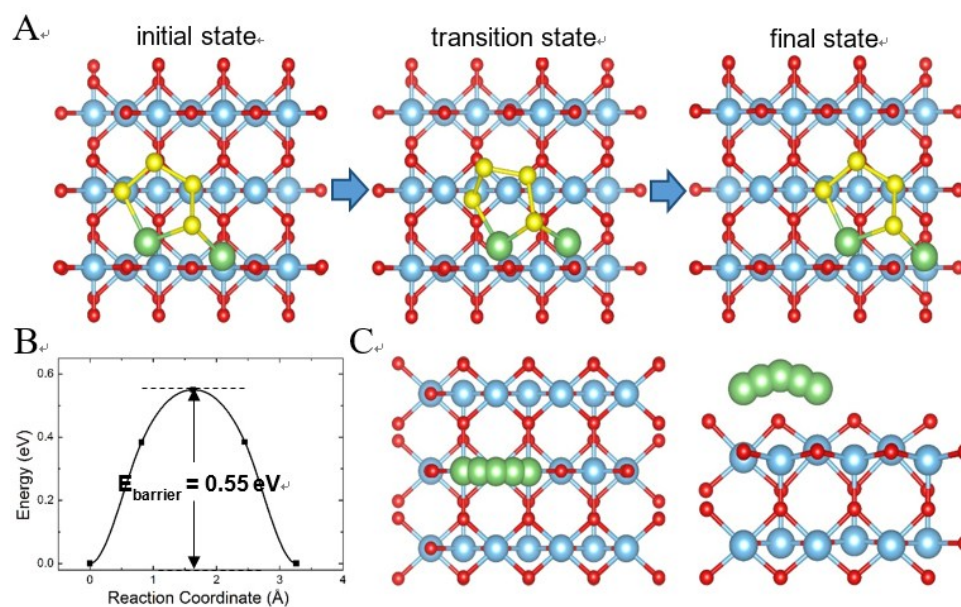 A
initial state
transition state
final state
B
0.6
0.4
0.2
0.0
Energy (eV)
E barrier = 0.55 eV
0 1 2 3 4
Reaction Coordinate (Å)
C